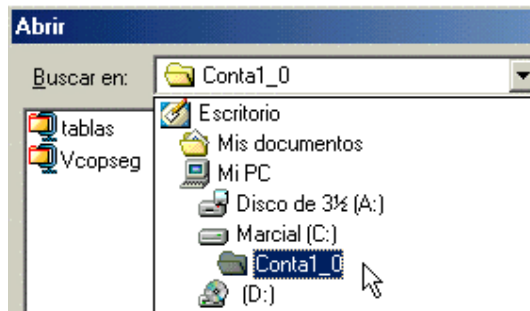 Abrir
Buscar en: Conta1_0
tablas
Vcopseg
Escritorio
Mis documentos
Mi PC
Disco de 3½ (A:)
Marcial (C:)
Conta1_0
(D:)